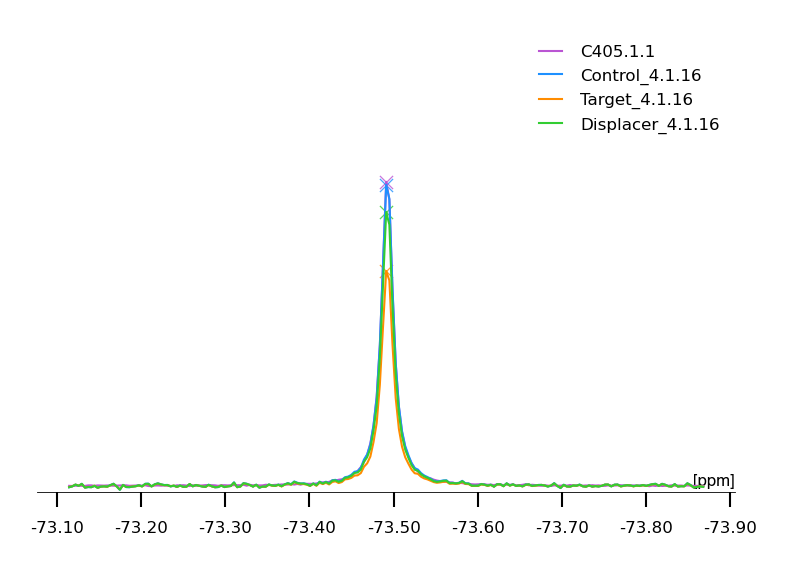 C405.1.1
Control_4.1.16
Target_4.1.16
Displacer_4.1.16
[ppm]
-73.10 -73.20 -73.30 -73.40 -73.50 -73.60 -73.70 -73.80 -73.90